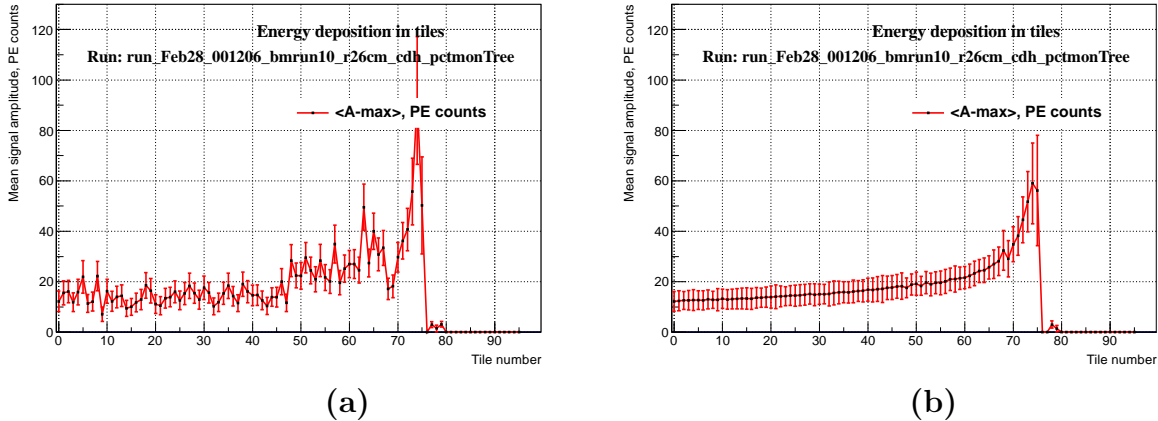 Energy deposition in tiles
Run: run_Feb28_001206_bmrun10_r26cm_cdh_pctmonTree
<A-max>, PE counts
Mean signal amplitude, PE counts
120
100
80
60
40
20
0
0 10 20 30 40 50 60 70 80 90
Tile number
(a)
Energy deposition in tiles
Run: run_Feb28_001206_bmrun10_r26cm_cdh_pctmonTree
<A-max>, PE counts
Mean signal amplitude, PE counts
120
100
80
60
40
20
0
0 10 20 30 40 50 60 70 80 90
Tile number
(b)